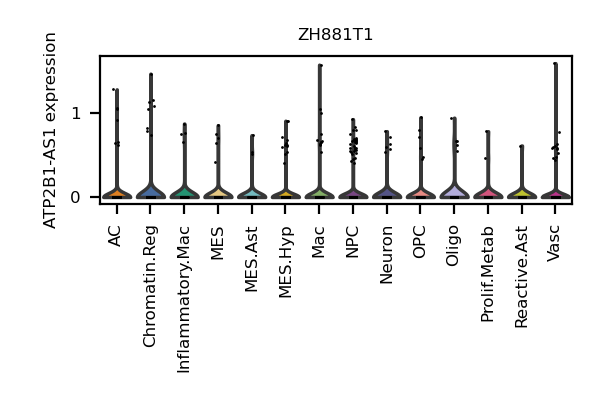 ZH881T1
ATP2B1-AS1 expression
1
0
AC
Chromatin.Reg
Inflammatory.Mac
MES
MES.Ast
MES.Hyp
Mac
NPC
Neuron
OPC
Oligo
Prolif.Metab
Reactive.Ast
Vasc